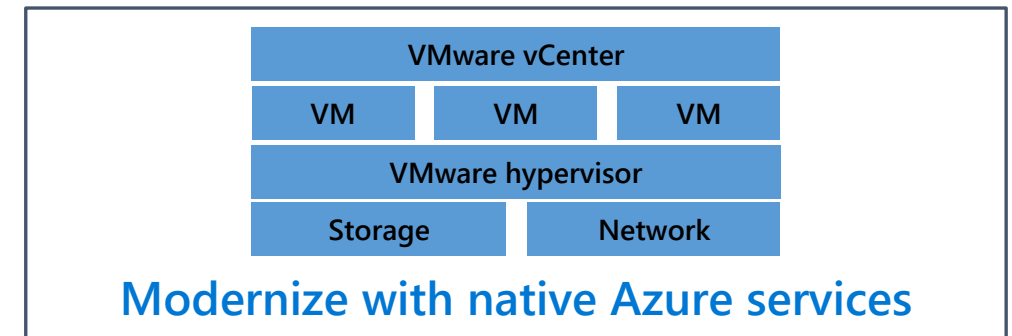 VMware vCenter
VM VM VM
VMware hypervisor
Storage Network
Modernize with native Azure services